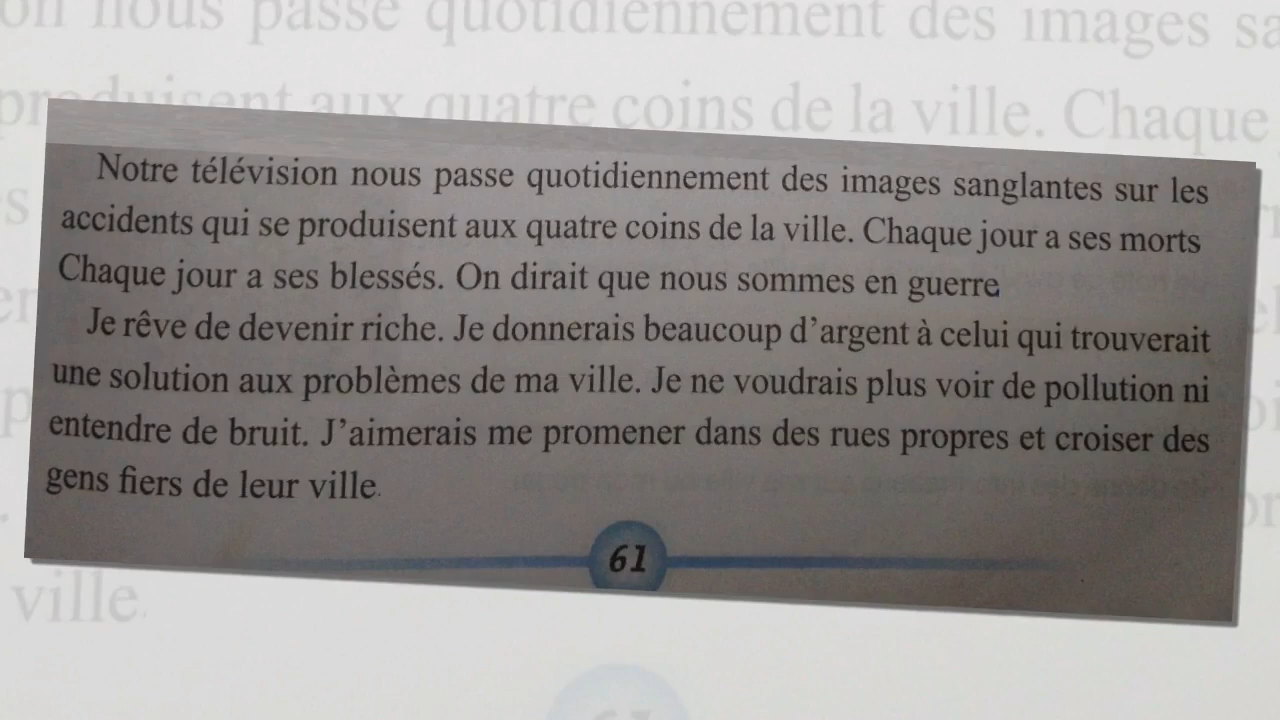 Notre télévision nous passe quotidiennement des images sanglantes sur les
accidents qui se produisent aux quatre coins de la ville. Chaque jour a ses morts
Chaque jour a ses blessés. On dirait que nous sommes en guerre
Je rêve de devenir riche. Je donnerais beaucoup d'argent à celui qui trouverait
une solution aux problèmes de ma ville. Je ne voudrais plus voir de pollution ni
entendre de bruit. J'aimerais me promener dans des rues propres et croiser des
gens fiers de leur ville.
61